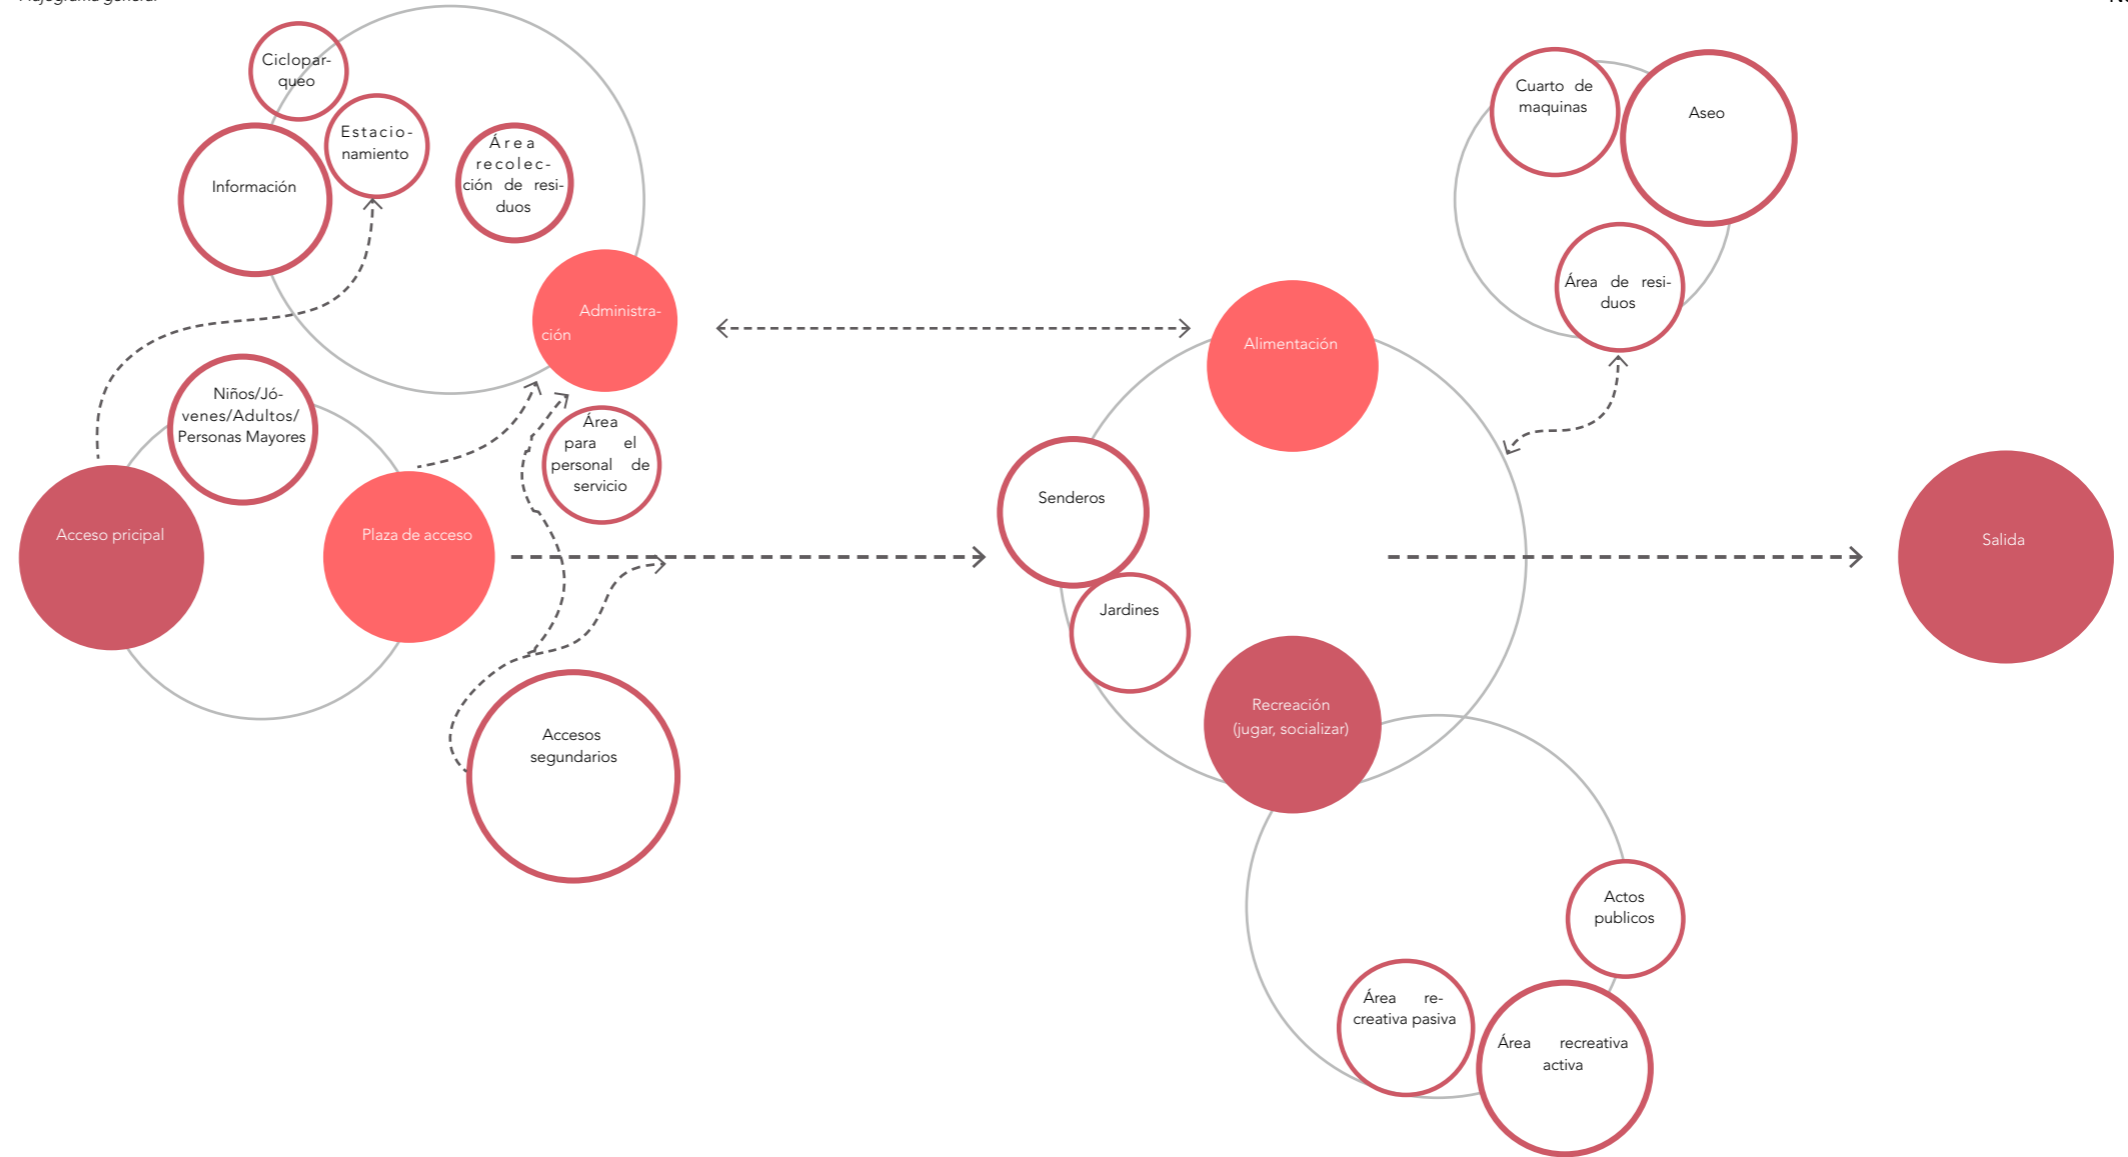 Flujograma general
Ciclopar-
queo
Estacio-
namiento
Información
Área
recolec-
ción de resi-
duos
Administra-
ción
Niños/Jó-
venes/Adultos/
Personas Mayores
Acceso pricipal
Plaza de acceso
Área
para el
personal de
servicio
Accesos
segundarios
Alimentación
Senderos
Jardines
Recreación
(jugar, socializar)
Cuarto de
maquinas
Aseo
Área de resi-
duos
Salida
Actos
publicos
Área re-
creativa pasiva
Área recreativa
activa